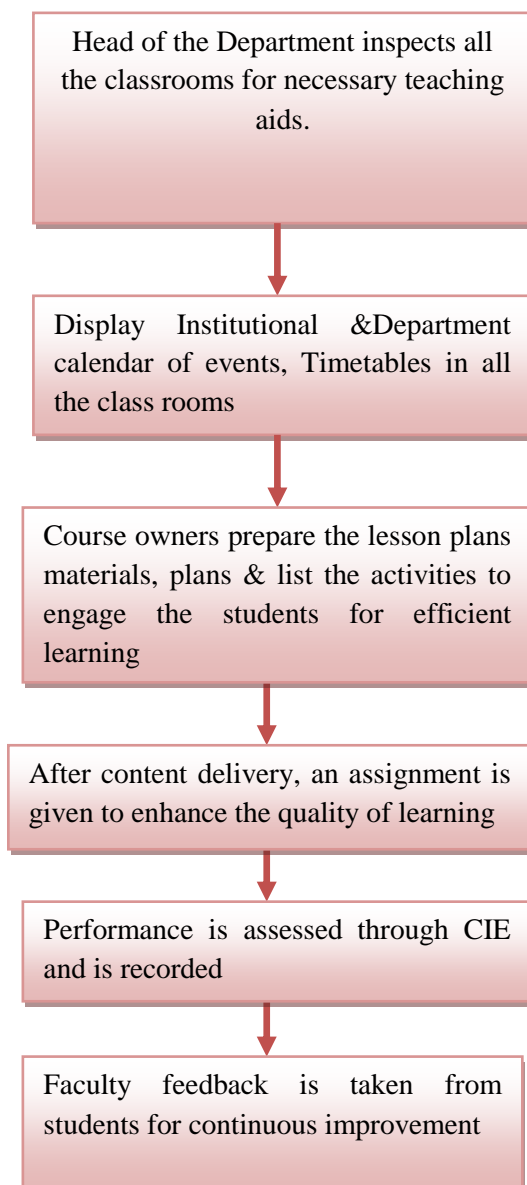 Head of the Department inspects all
the classrooms for necessary teaching
aids.
Display Institutional &Department
calendar of events, Timetables in all
the class rooms
Course owners prepare the lesson plans
materials, plans & list the activities to
engage the students for efficient
learning
After content delivery, an assignment is
given to enhance the quality of learning
Performance is assessed through CIE
and is recorded
Faculty feedback is taken from
students for continuous improvement